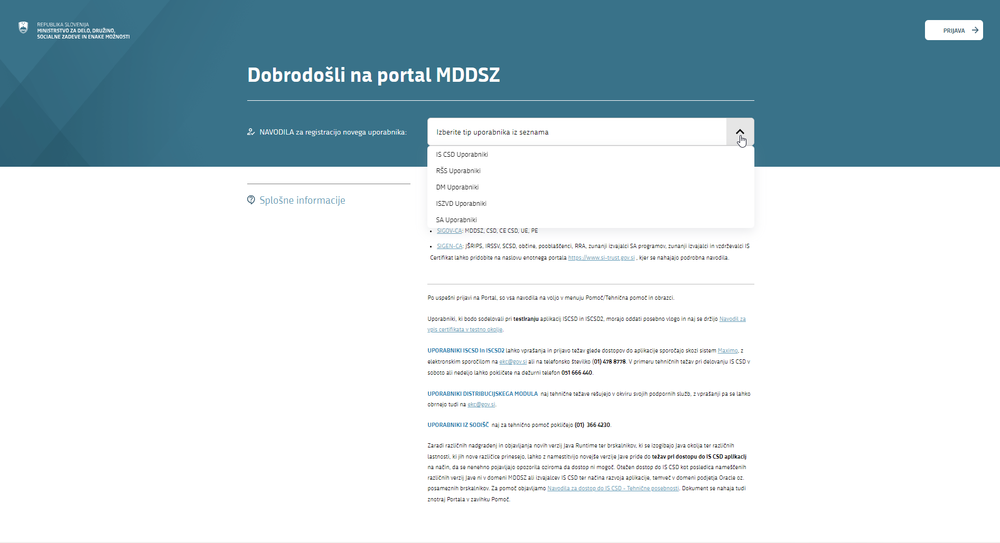 REPUBLIKA SLOVENIJA
MINISTRSTVO ZA DELO, DRUŽINO,
SOCIALNE ZADEVE IN ENAKE MOŽNOSTI
PRIJAVA
Dobrodošli na portal MDDSZ
NAVODILA za registracijo novega uporabnika:
Izberite tip uporabnika iz seznama
IS CSD Uporabniki
RŠS Uporabniki
DM Uporabniki
ISZVD Uporabniki
SA Uporabniki
Splošne informacije
• SIGOV-CA: MDDSZ, CSD, CE CSD, UE, PE
• SIGEN-CA: JŠRIPS, IRSSV, SCSD, občine, pooblaščenci, RRA, zunanji izvajalci SA programov, zunanji izvajalci in vzdrževalci IS
Certifikat lahko pridobite na naslovu enotnega portala https://www.si-trust.gov.si , kjer se nahajajo podrobna navodila.
Po uspešni prijavi na Portal, so vsa navodila na voljo v menuju Pomoč/Tehnična pomoč in obrazci.
Uporabniki, ki bodo sodelovali pri testiranju aplikacij ISCSD in ISCSD2, morajo oddati posebno vlogo in naj se držijo Navodil za
vpis certifikata v testno okolje.
UPORABNIKI ISCSD in ISCSD2 lahko vprašanja in prijavo težav glede dostopov do aplikacije sporočajo skozi sistem Maximo, z
elektronskim sporočilom na ekc@gov.si ali na telefonsko številko (01) 478 8778. V primeru tehničnih težav pri delovanju IS CSD v
soboto ali nedeljo lahko pokličete na dežurni telefon 051 666 440.
UPORABNIKI DISTRIBUCIJSKEGA MODULA naj tehnične težave rešujejo v okviru svojih podpornih služb, z vprašanji pa se lahko
obrnejo tudi na ekc@gov.si.
UPORABNIKI IZ SODIŠČ naj za tehnično pomoč pokličejo (01) 366 4230.
Zaradi različnih nadgradenj in objavljanja novih verzij Java Runtime ter brskalnikov, ki se izogibajo Java okolja ter različnih
lastnosti, ki jih nove različice prinesejo, lahko z namestitvijo novejše verzije Jave pride do težav pri dostopu do IS CSD aplikacij
na način, da se nenehno pojavljajo opozorila oziroma da dostop ni mogoč. Otežen dostop do IS CSD kot posledica nameščenih
različnih verzij Jave ni v domeni MDDSZ ali izvajalcev IS CSD ter načina razvoja aplikacije, temveč v domeni podjetja Oracle oz.
posameznih brskalnikov. Za pomoč objavljamo Navodila za dostop do IS CSD - Tehnične posebnosti. Dokument se nahaja tudi
znotraj Portala v zavihku Pomoč.